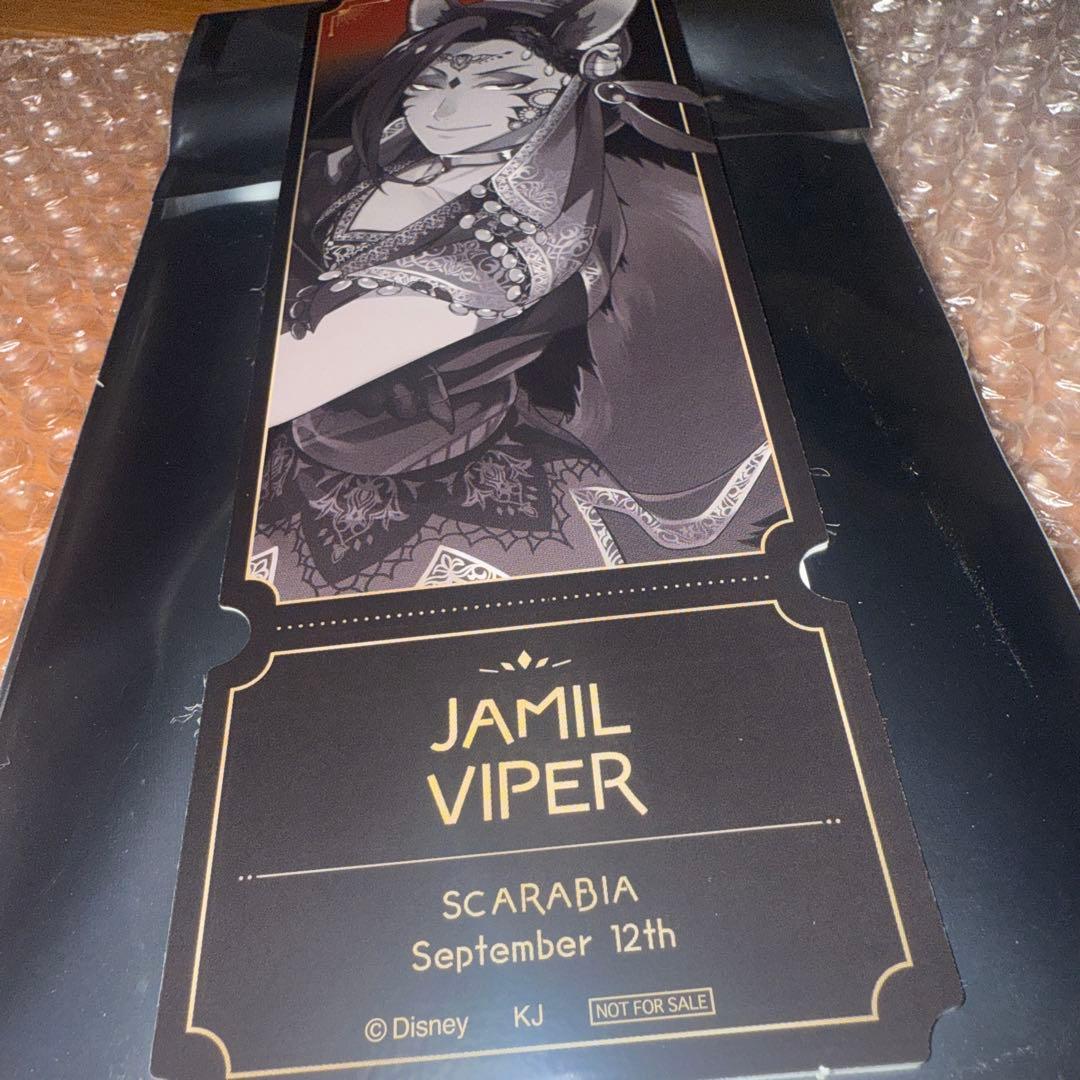 JAMIL
VIPER
SCARABIA
September 12th
© Disney KJ NOT FOR SALE